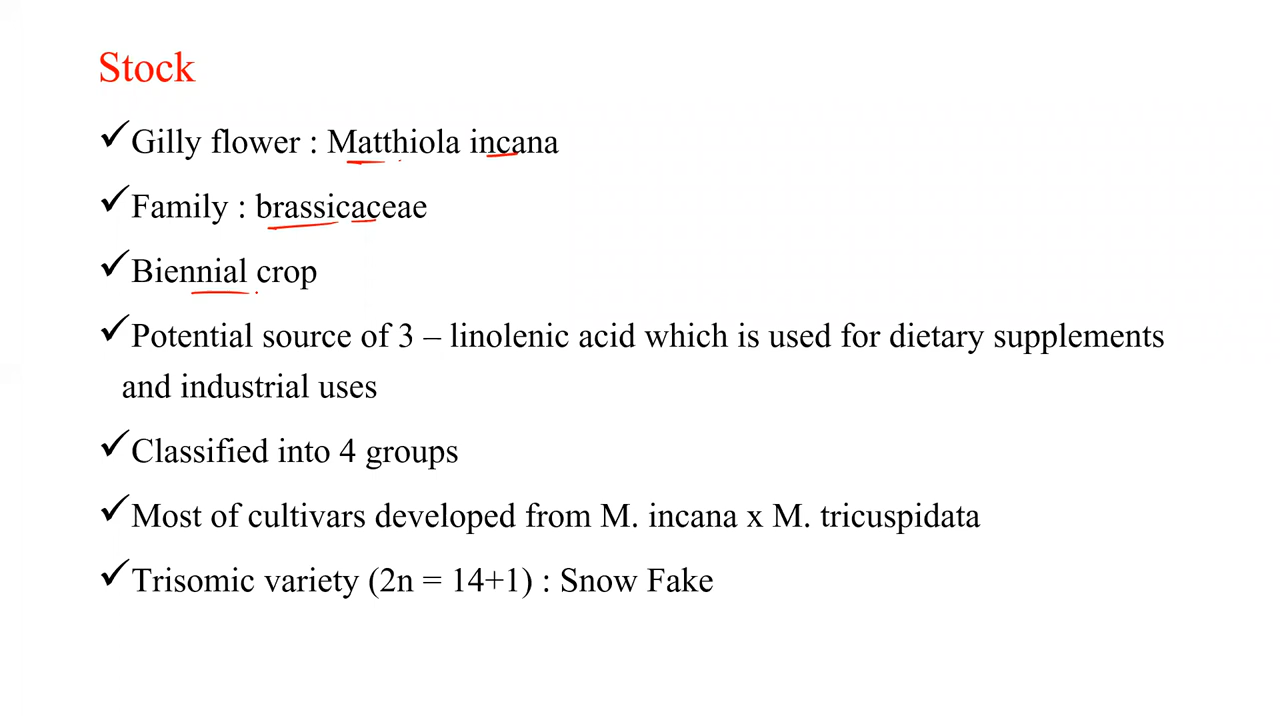 Stock
✓Gilly flower : Matthiola incana
✓Family : brassicaceae
✓Biennial crop
✓Potential source of 3 – linolenic acid which is used for dietary supplements
and industrial uses
✓Classified into 4 groups
✓Most of cultivars developed from M. incana x M. tricuspidata
✓Trisomic variety (2n = 14+1) : Snow Fake